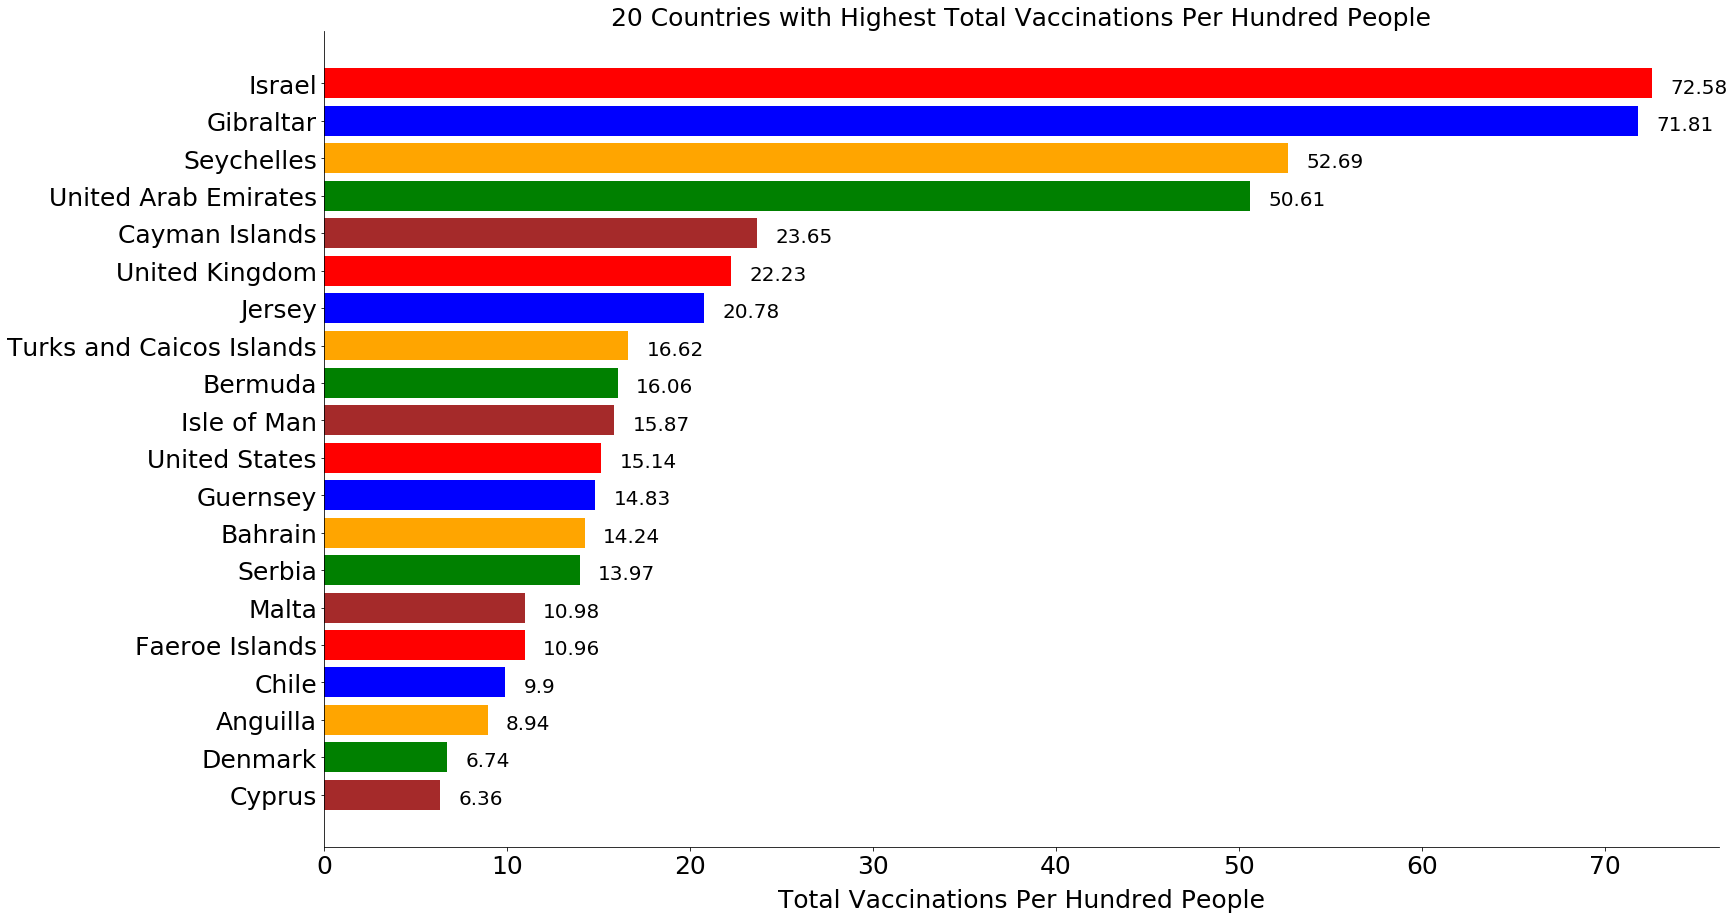 20 Countries with Highest Total Vaccinations Per Hundred People
Israel 72.58
Gibraltar 71.81
Seychelles 52.69
United Arab Emirates 50.61
Cayman Islands 23.65
United Kingdom 22.23
Jersey 20.78
Turks and Caicos Islands 16.62
Bermuda 16.06
Isle of Man 15.87
United States 15.14
Guernsey 14.83
Bahrain 14.24
Serbia 13.97
Malta 10.98
Faeroe Islands 10.96
Chile 9.9
Anguilla 8.94
Denmark 6.74
Cyprus 6.36
0 10 20 30 40 50 60 70
Total Vaccinations Per Hundred People